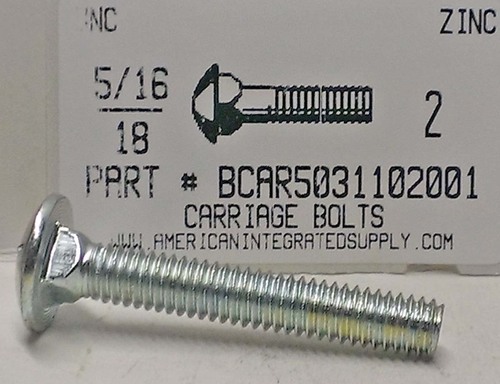 ZINC
5/16
18
2
PART # BCAR5031102001
CARRIAGE BOLTS
WWW.AMERICANINTEGRATEDSUPPLY.COM